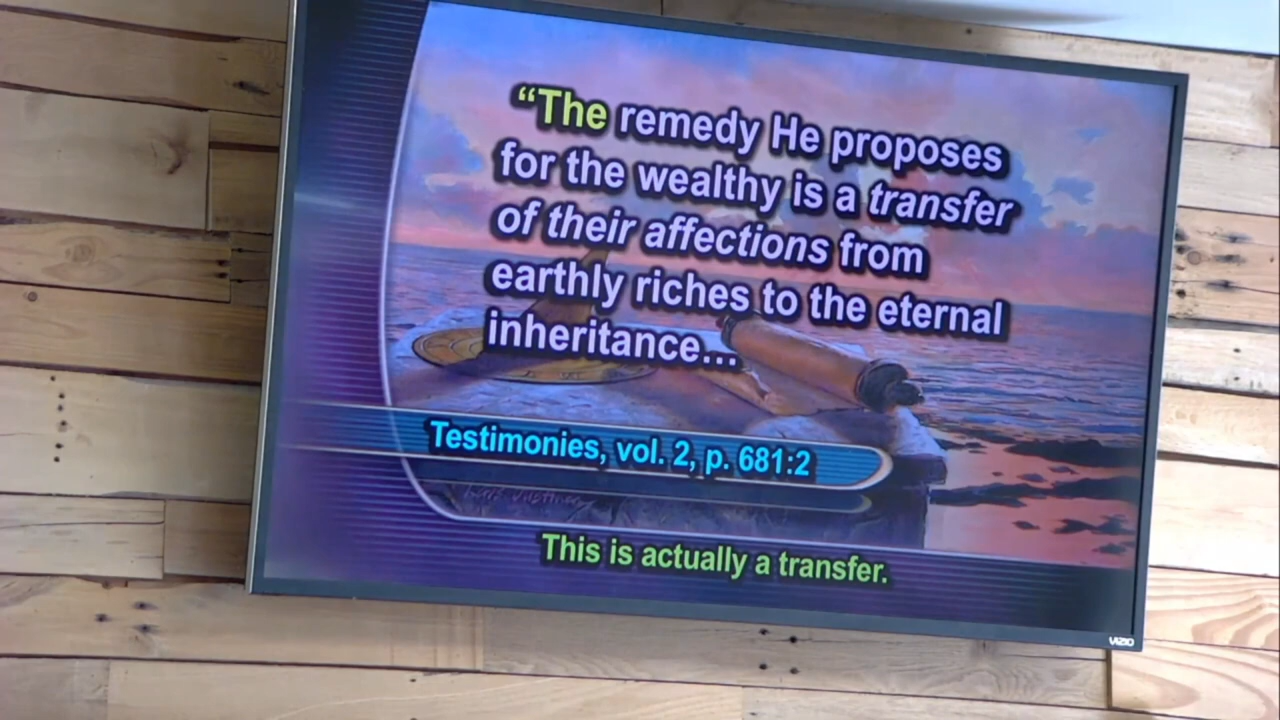 “The remedy He proposes
for the wealthy is a transfer
of their affections from
earthly riches to the eternal
inheritance...
Testimonies, vol. 2, p. 681:2
This is actually a transfer.
VIZIO